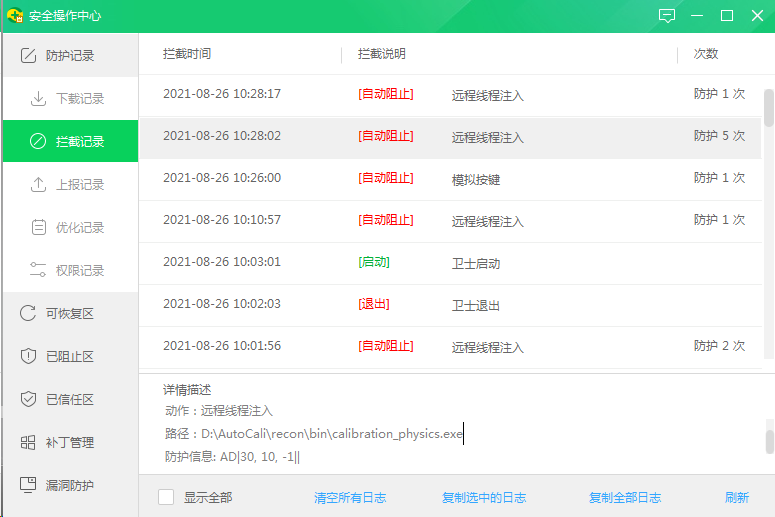 安全操作中心
防护记录
下载记录
拦截记录
上报记录
优化记录
权限记录
可恢复区
已阻止区
已信任区
补丁管理
漏洞防护
拦截时间 拦截说明 次数
2021-08-26 10:28:17 [自动阻止] 远程线程注入 防护 1 次
2021-08-26 10:28:02 [自动阻止] 远程线程注入 防护 5 次
2021-08-26 10:26:00 [自动阻止] 模拟按键 防护 1 次
2021-08-26 10:10:57 [自动阻止] 远程线程注入 防护 1 次
2021-08-26 10:03:01 [启动] 卫士启动
2021-08-26 10:02:03 [退出] 卫士退出
2021-08-26 10:01:56 [自动阻止] 远程线程注入 防护 2 次
详情描述
动作：远程线程注入
路径：D:\AutoCali\recon\bin\calibration_physics.exe
防护信息: AD|30, 10, -1||
显示全部 清空所有日志 复制选中的日志 复制全部日志 刷新